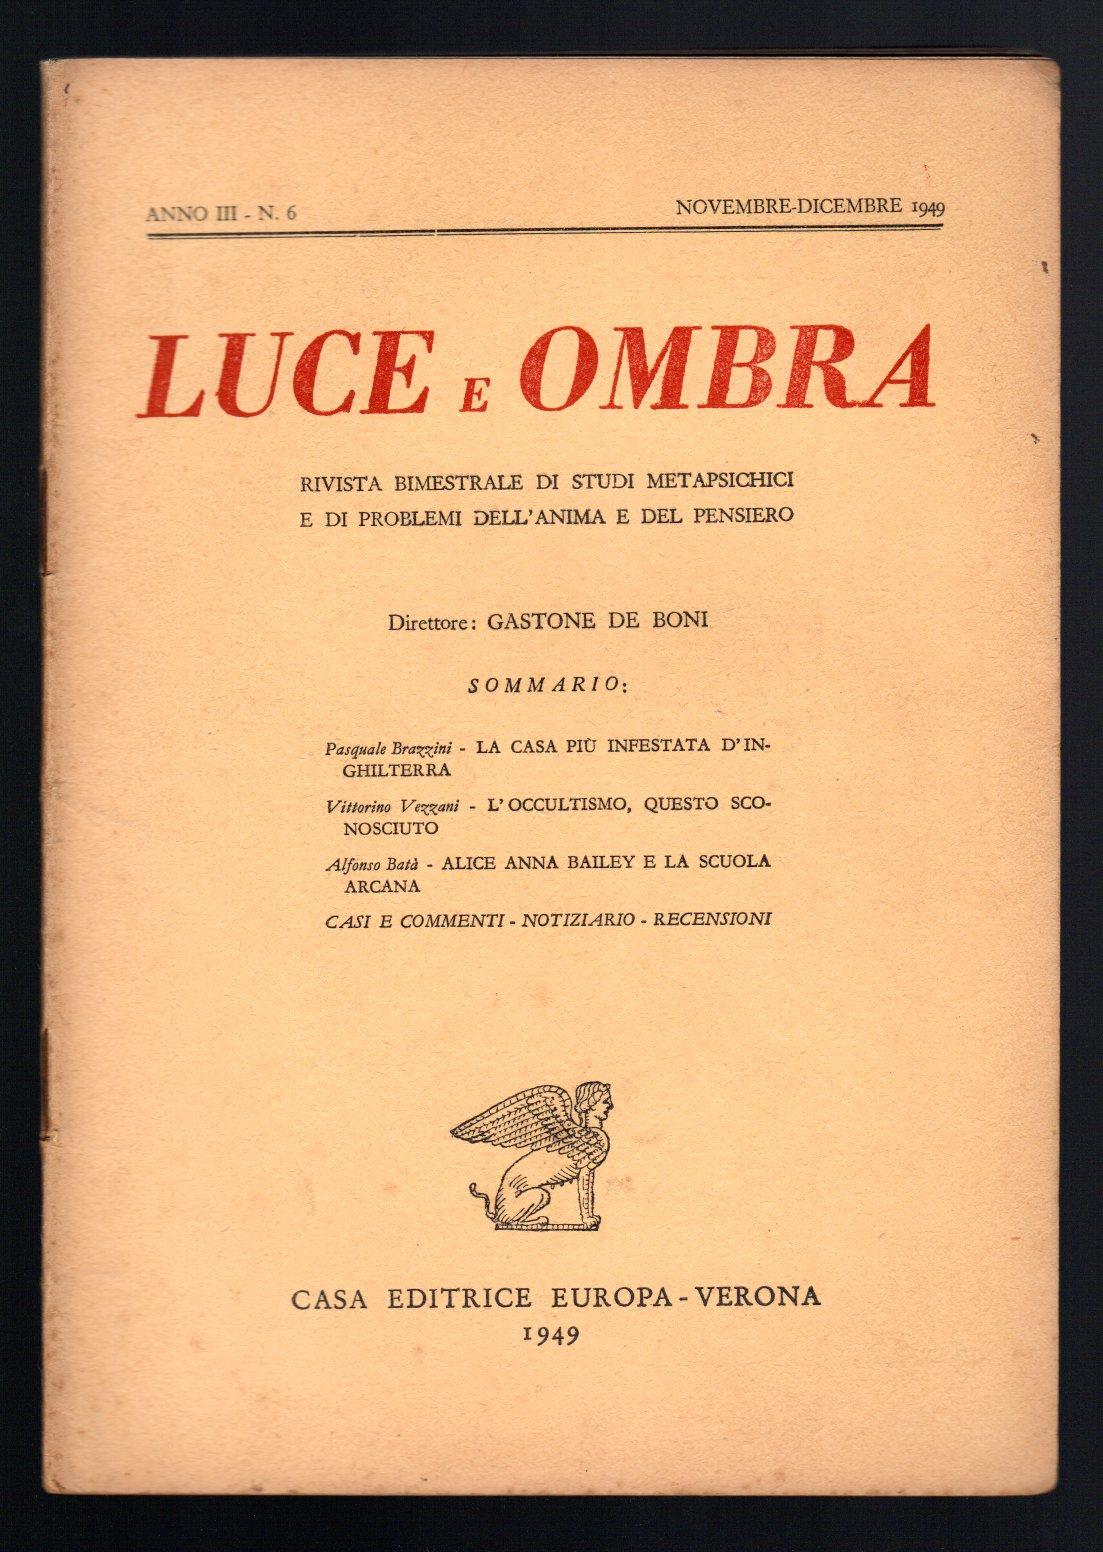 ANNO III - N. 6 NOVEMBRE-DICEMBRE 1949
LUCE E OMBRA
RIVISTA BIMESTRALE DI STUDI METAPSICHICI
E DI PROBLEMI DELL'ANIMA E DEL PENSIERO
Direttore: GASTONE DE BONI
SOMMARIO:
Pasquale Brazzini - LA CASA PIÙ INFESTATA D'IN-
GHILTERRA
Vittorino Vezzani - L'OCCULTISMO, QUESTO SCO-
NOSCIUTO
Alfonso Batà - ALICE ANNA BAILEY E LA SCUOLA
ARCANA
CASI E COMMENTI - NOTIZIARIO - RECENSIONI
CASA EDITRICE EUROPA - VERONA
1949